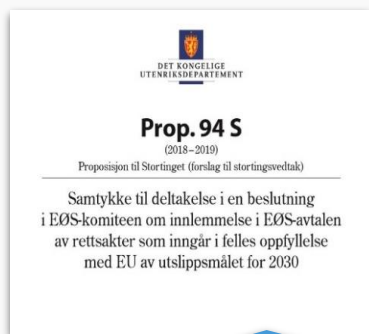 DET KONGELIGE
UTENRIKSDEPARTEMENT
Prop. 94 S
(2018–2019)
Proposisjon til Stortinget (forslag til stortingsvedtak)
Samtykke til deltakelse i en beslutning
i EØS-komiteen om innlemmelse i EØS-avtalen
av rettsakter som inngår i felles oppfyllelse
med EU av utslippsmålet for 2030